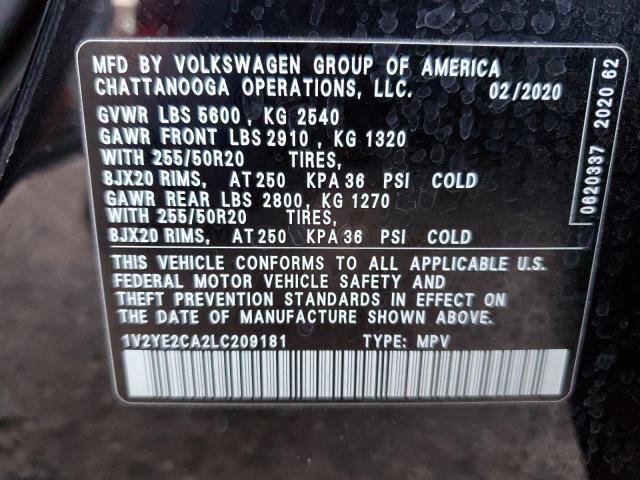 MFD BY VOLKSWAGEN GROUP OF AMERICA
CHATTANOOGA OPERATIONS, LLC. 02/2020
GVWR LBS 5600 , KG 2540
GAWR FRONT LBS 2910 , KG 1320
WITH 255/50R20 TIRES,
8JX20 RIMS, AT 250 KPA 36 PSI COLD
GAWR REAR LBS 2800, KG 1270
WITH 255/50R20 TIRES,
8JX20 RIMS, AT 250 KPA 36 PSI COLD
THIS VEHICLE CONFORMS TO ALL APPLICABLE U.S.
FEDERAL MOTOR VEHICLE SAFETY AND
THEFT PREVENTION STANDARDS IN EFFECT ON
THE DATE OF MANUFACTURE SHOWN ABOVE.
1V2YE2CA2LC209181 TYPE: MPV
0620337 2020 62